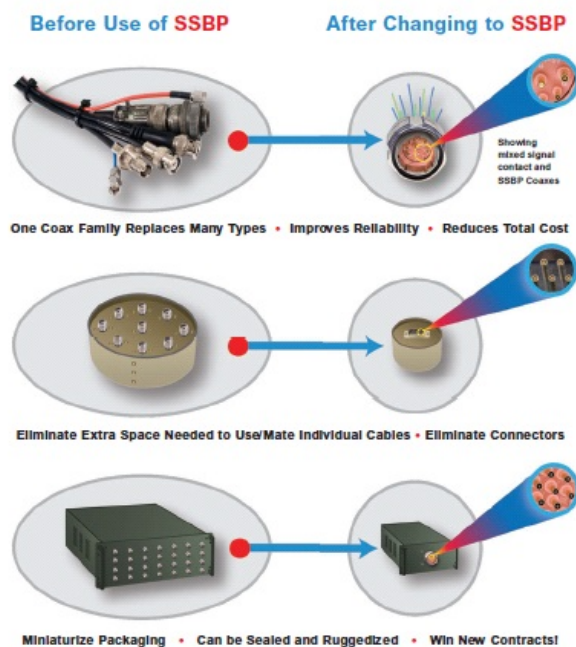 Before Use of SSBP
After Changing to SSBP
Showing
mixed signal
contact and
SSBP Coaxes
One Coax Family Replaces Many Types • Improves Reliability • Reduces Total Cost
Eliminate Extra Space Needed to Use/Mate Individual Cables • Eliminate Connectors
Miniaturize Packaging • Can be Sealed and Ruggedized • Win New Contracts!